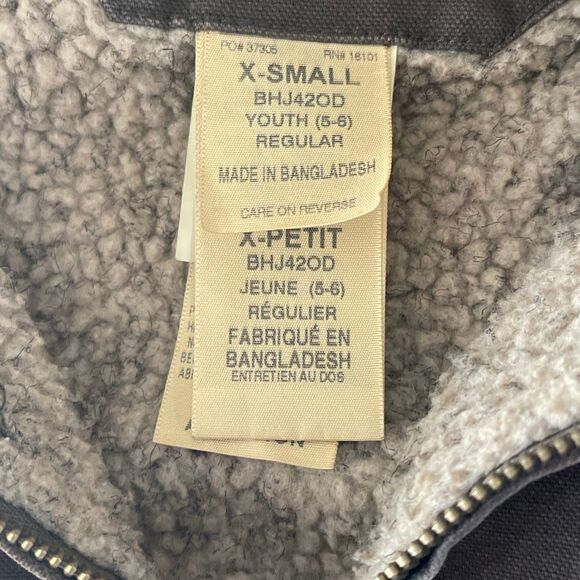 PO# 37305 RN# 18101
X-SMALL
BHJ42OD
YOUTH (5-6)
REGULAR
MADE IN BANGLADESH
CARE ON REVERSE
X-PETIT
BHJ42OD
JEUNE (5-6)
RÉGULIER
FABRIQUÉ EN
BANGLADESH
ENTRETIEN AU DOS